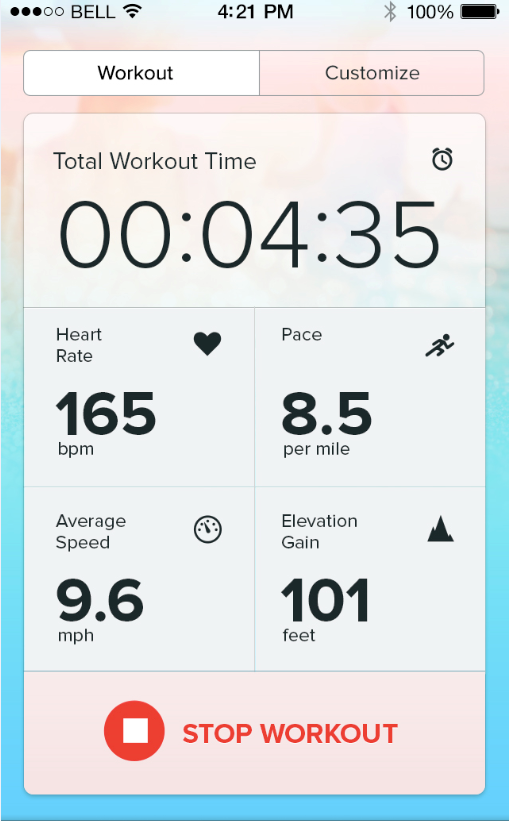 BELL 4:21 PM 100%
Workout Customize
Total Workout Time
00:04:35
Heart
Rate
165
bpm
Pace
8.5
per mile
Average
Speed
9.6
mph
Elevation
Gain
101
feet
STOP WORKOUT